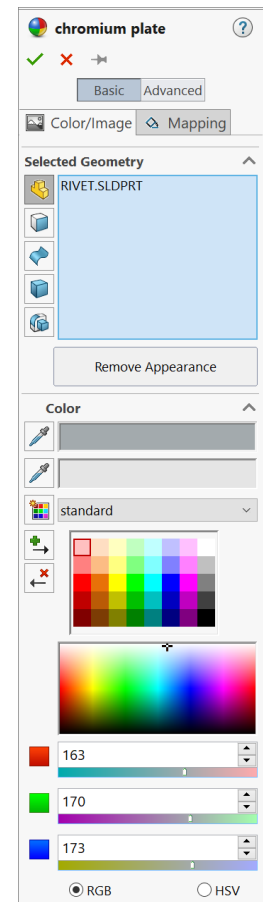 chromium plate ?
Basic Advanced
Color/Image Mapping
Selected Geometry
RIVET.SLDPRT
Remove Appearance
Color
standard
163
170
173
RGB HSV